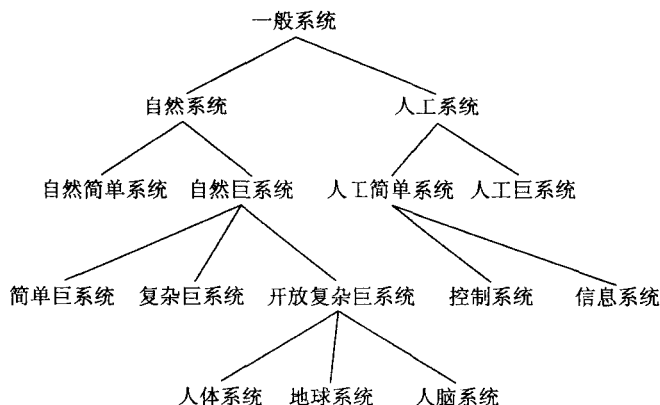 一般系统
自然系统 人工系统
自然简单系统 自然巨系统 人工简单系统 人工巨系统
简单巨系统 复杂巨系统 开放复杂巨系统 控制系统 信息系统
人体系统 地球系统 人脑系统